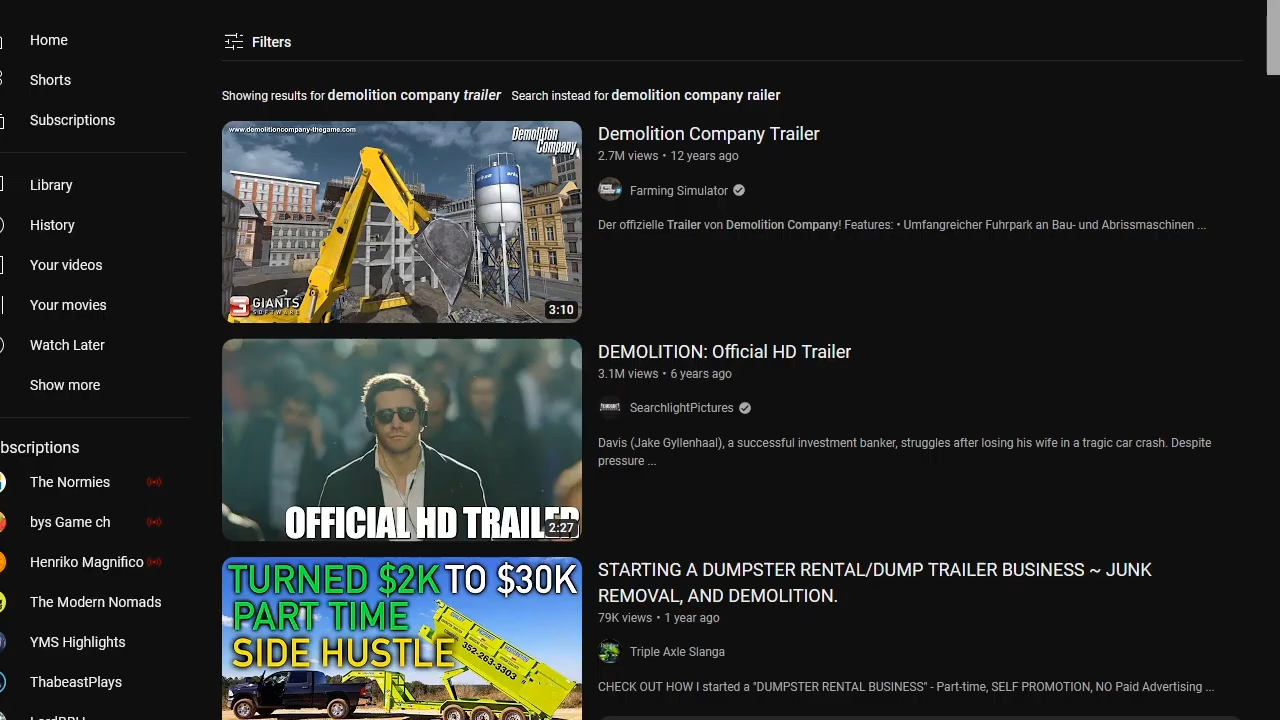 Home
Shorts
Subscriptions
Library
History
Your videos
Your movies
Watch Later
Show more
bscriptions
The Normies
bys Game ch
Henriko Magnifico
The Modern Nomads
YMS Highlights
ThabeastPlays
Filters
Showing results for demolition company trailer Search instead for demolition company railer
www.demolitioncompany-thegame.com
Demolition
Company
GIANTS
SOFTWARE
3:10
Demolition Company Trailer
2.7M views • 12 years ago
Farming Simulator
Der offizielle Trailer von Demolition Company! Features: • Umfangreicher Fuhrpark an Bau- und Abrissmaschinen ...
OFFICIAL HD TRAILER
2:27
DEMOLITION: Official HD Trailer
3.1M views • 6 years ago
SearchlightPictures
Davis (Jake Gyllenhaal), a successful investment banker, struggles after losing his wife in a tragic car crash. Despite
pressure ...
TURNED $2K TO $30K
PART TIME
SIDE HUSTLE
352-263-3303
STARTING A DUMPSTER RENTAL/DUMP TRAILER BUSINESS ~ JUNK
REMOVAL, AND DEMOLITION.
79K views • 1 year ago
Triple Axle Slanga
CHECK OUT HOW I started a "DUMPSTER RENTAL BUSINESS" - Part-time, SELF PROMOTION, NO Paid Advertising ...